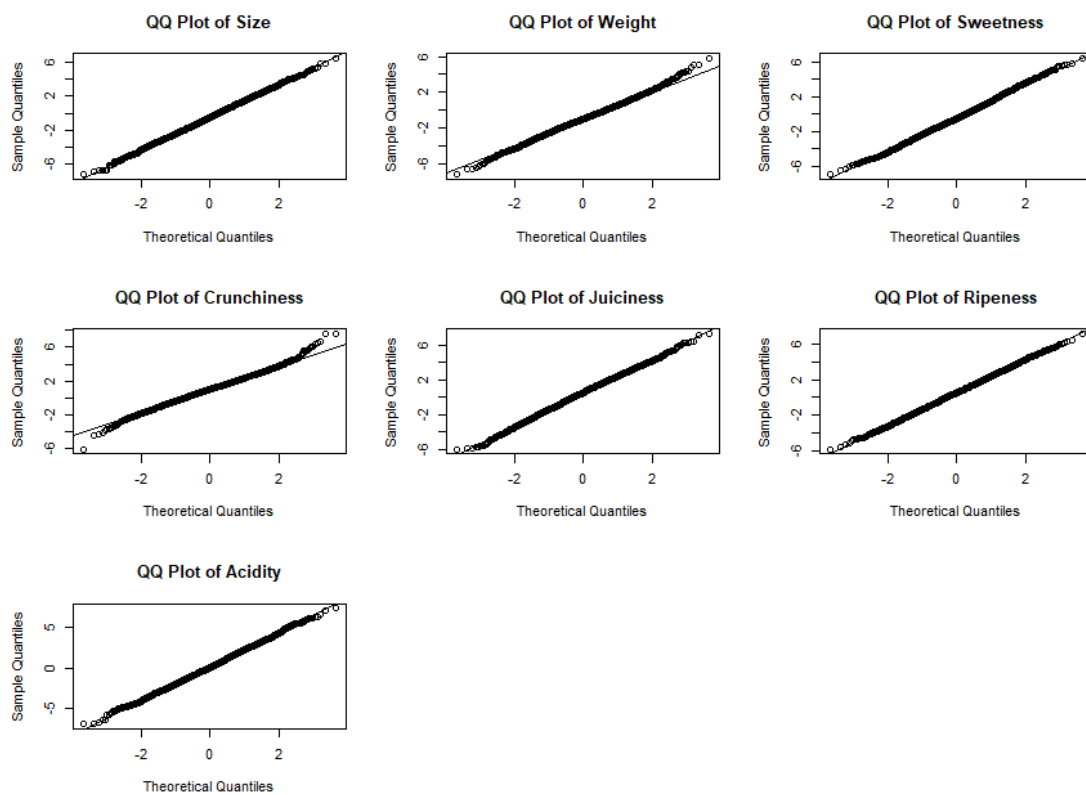 QQ Plot of Size
Sample Quantiles
6
2
-2
-6
-2 0 2
Theoretical Quantiles
QQ Plot of Weight
Sample Quantiles
6
2
-2
-6
-2 0 2
Theoretical Quantiles
QQ Plot of Sweetness
Sample Quantiles
6
2
-2
-6
-2 0 2
Theoretical Quantiles
QQ Plot of Crunchiness
Sample Quantiles
6
2
-2
-6
-2 0 2
Theoretical Quantiles
QQ Plot of Juiciness
Sample Quantiles
6
2
-2
-6
-2 0 2
Theoretical Quantiles
QQ Plot of Ripeness
Sample Quantiles
6
2
-2
-6
-2 0 2
Theoretical Quantiles
QQ Plot of Acidity
Sample Quantiles
5
0
-5
-2 0 2
Theoretical Quantiles